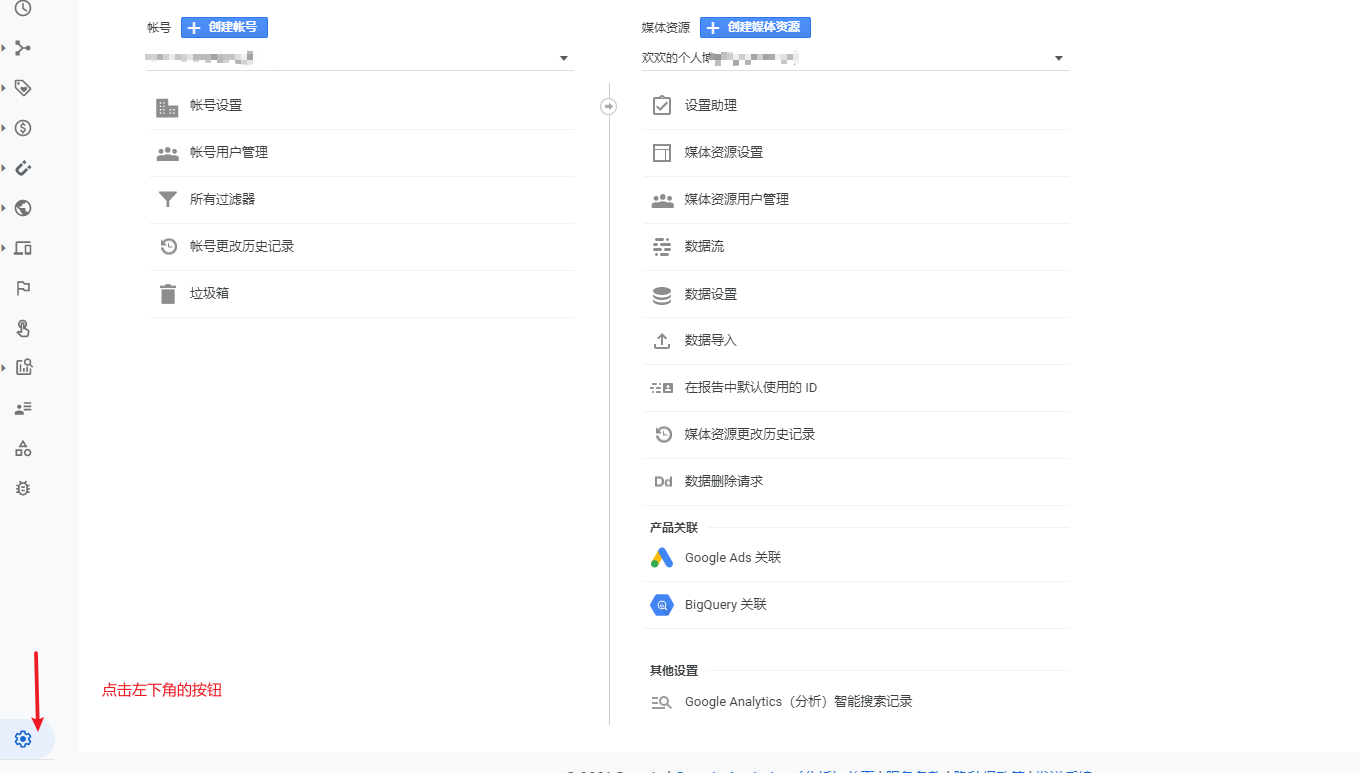 帐号 创建帐号
帐号设置
帐号用户管理
所有过滤器
帐号更改历史记录
垃圾箱
媒体资源 创建媒体资源
欢欢的个人博
设置助理
媒体资源设置
媒体资源用户管理
数据流
数据设置
数据导入
在报告中默认使用的 ID
媒体资源更改历史记录
Dd 数据删除请求
产品关联
Google Ads 关联
BigQuery 关联
其他设置
Google Analytics（分析）智能搜索记录
点击左下角的按钮